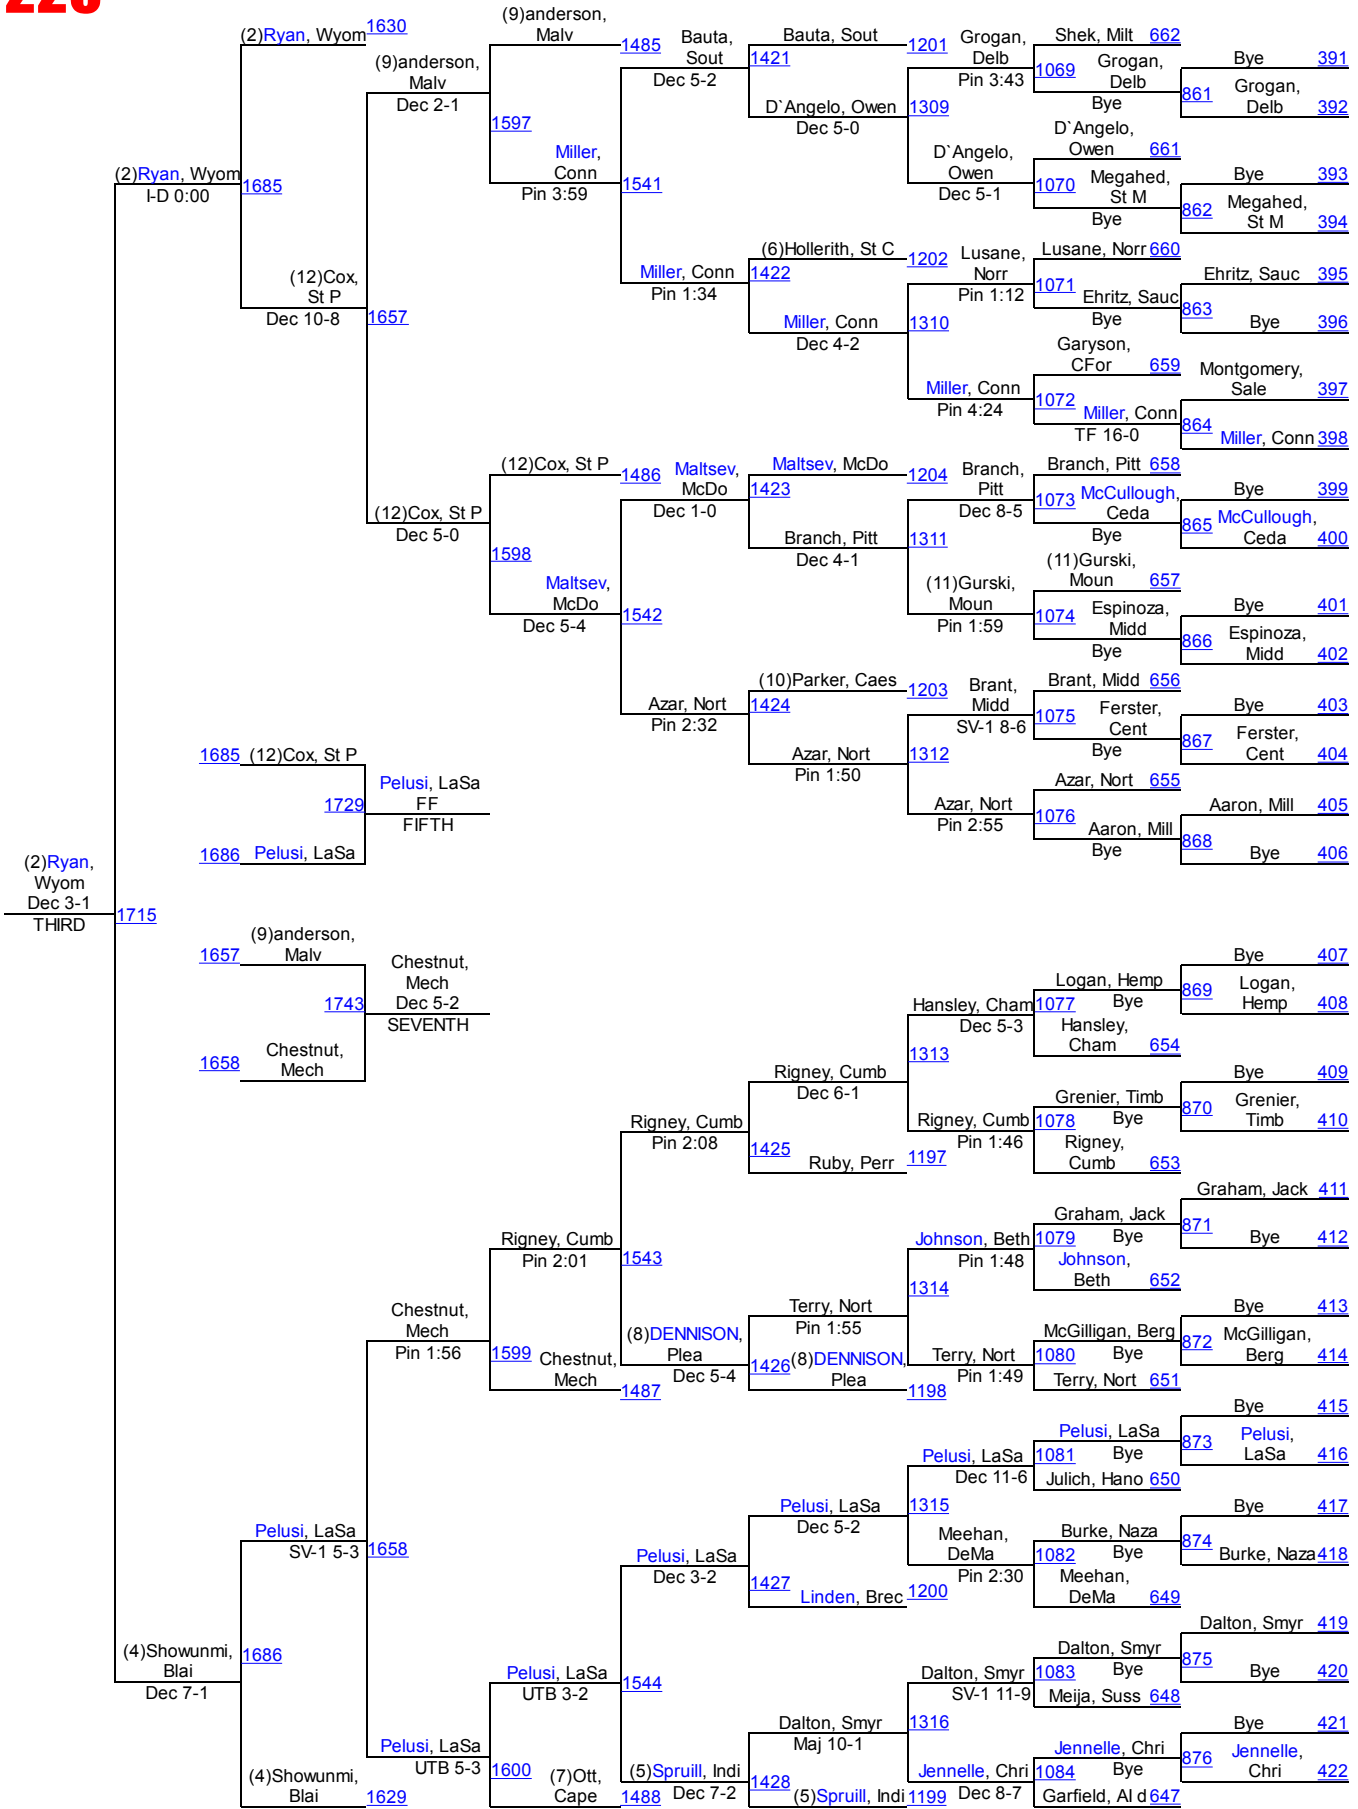 (2)Ryan, Wyom 1630
(9)anderson,
Malv
1485
Bauta,
Sout
Dec 5-2
Bauta, Sout 1201
1421
Grogan,
Delb
Pin 3:43
Shek, Milt 662
1069 Grogan,
Delb
Bye
Bye 391
861 Grogan,
Delb 392
(9)anderson,
Malv
Dec 2-1
D`Angelo, Owen 1309
Dec 5-0
1597
D`Angelo,
Owen
Dec 5-1
D`Angelo,
Owen 661
1070 Megahed,
St M
Bye
Bye 393
862 Megahed,
St M 394
Miller,
Conn
Pin 3:59
1541
(2)Ryan, Wyom
I-D 0:00
1685
(6)Hollerith, St C 1202
Miller, Conn 1422
Pin 1:34
Lusane,
Norr
Pin 1:12
Lusane, Norr 660
1071
Ehritz, Sauc
Bye
Ehritz, Sauc 395
863
Bye 396
(12)Cox,
St P
Dec 10-8
1657
Miller, Conn 1310
Dec 4-2
Miller, Conn
Pin 4:24
Garyson,
CFor 659
1072 Miller, Conn
TF 16-0
Montgomery,
Sale 397
864
Miller, Conn 398
(12)Cox, St P 1486
Maltsev,
McDo
Dec 1-0
Maltsev, McDo 1204
1423
Branch,
Pitt
Dec 8-5
Branch, Pitt 658
1073 McCullough,
Ceda
Bye
Bye 399
865 McCullough,
Ceda 400
(12)Cox, St P
Dec 5-0
1598
Branch, Pitt 1311
Dec 4-1
Maltsev,
McDo
Dec 5-4
1542
(11)Gurski,
Moun
Pin 1:59
(11)Gurski,
Moun 657
1074 Espinoza,
Midd
Bye
Bye 401
866 Espinoza,
Midd 402
Azar, Nort
Pin 2:32
(10)Parker, Caes 1203
1424
Brant,
Midd
SV-1 8-6
Brant, Midd 656
1075 Ferster,
Cent
Bye
Bye 403
867 Ferster,
Cent 404
Azar, Nort 1312
Pin 1:50
Azar, Nort
Pin 2:55
Azar, Nort 655
1076
Aaron, Mill
Bye
Aaron, Mill 405
868
Bye 406
1685 (12)Cox, St P
1729
Pelusi, LaSa
FF
FIFTH
1686 Pelusi, LaSa
(2)Ryan,
Wyom
Dec 3-1
THIRD
1715
1657
(9)anderson,
Malv
1743
Chestnut,
Mech
Dec 5-2
SEVENTH
1658
Chestnut,
Mech
Hansley, Cham
Dec 5-3
Logan, Hemp
1077 Bye
Hansley,
Cham 654
Bye 407
869 Logan,
Hemp 408
1313
Rigney, Cumb
Dec 6-1
Rigney, Cumb
Pin 2:08
1425
Ruby, Perr 1197
Rigney, Cumb
Pin 1:46
Grenier, Timb
1078 Bye
Rigney,
Cumb 653
Bye 409
870 Grenier,
Timb 410
Rigney, Cumb
Pin 2:01
1543
Johnson, Beth
Pin 1:48
Graham, Jack
1079 Bye
Johnson,
Beth 652
Graham, Jack 411
871
Bye 412
1314
Chestnut,
Mech
Pin 1:56
1599 Chestnut,
Mech 1487
(8)DENNISON,
Plea
Dec 5-4
Terry, Nort
Pin 1:55
1426 (8)DENNISON,
Plea 1198
Terry, Nort
Pin 1:49
McGilligan, Berg
1080 Bye
Terry, Nort 651
Bye 413
872 McGilligan,
Berg 414
Pelusi, LaSa
Dec 11-6
Pelusi, LaSa
1081 Bye
Julich, Hano 650
Bye 415
873 Pelusi,
LaSa 416
Pelusi, LaSa
SV-1 5-3
1658
Pelusi, LaSa
Dec 3-2
Pelusi, LaSa
Dec 5-2
1315
1427
Linden, Brec 1200
Meehan,
DeMa
Pin 2:30
Burke, Naza
1082 Bye
Meehan,
DeMa 649
Bye 417
874
Burke, Naza 418
(4)Showunmi,
Blai
Dec 7-1
1686
Pelusi, LaSa
UTB 3-2
1544
Dalton, Smyr
SV-1 11-9
Dalton, Smyr
1083 Bye
Meija, Suss 648
Dalton, Smyr 419
875
Bye 420
Pelusi, LaSa
UTB 5-3
1600
(7)Ott,
Cape 1488
(5)Spruill, Indi
Dec 7-2
Dalton, Smyr
Maj 10-1
1316
1428
(5)Spruill, Indi 1199
Jennelle, Chri
Dec 8-7
Jennelle, Chri
1084 Bye
Garfield, Al d 647
Bye 421
876 Jennelle,
Chri 422
(4)Showunmi,
Blai 1629